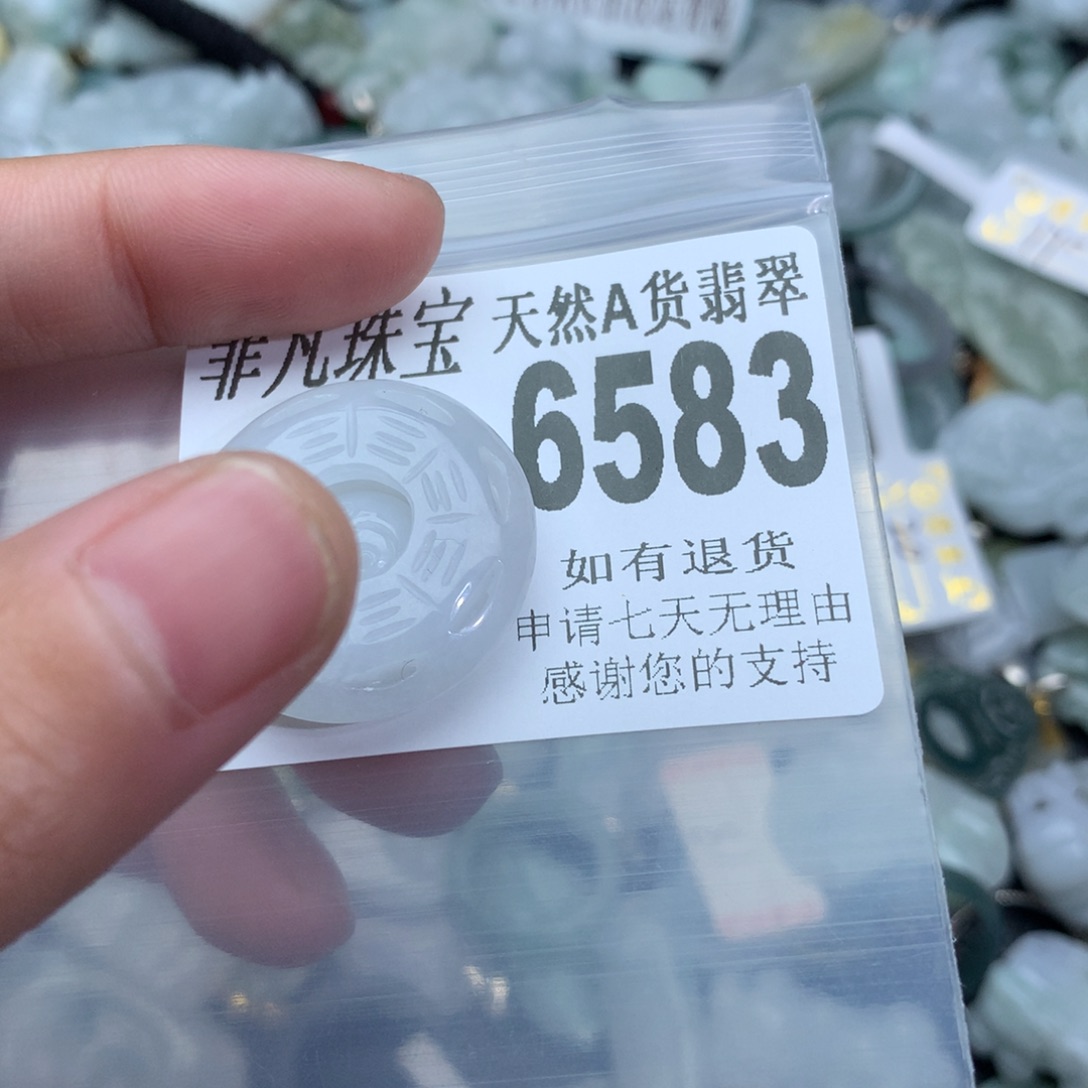 菲凡珠宝 天然A货翡翠
6583
如有退货
申请七天无理由
感谢您的支持